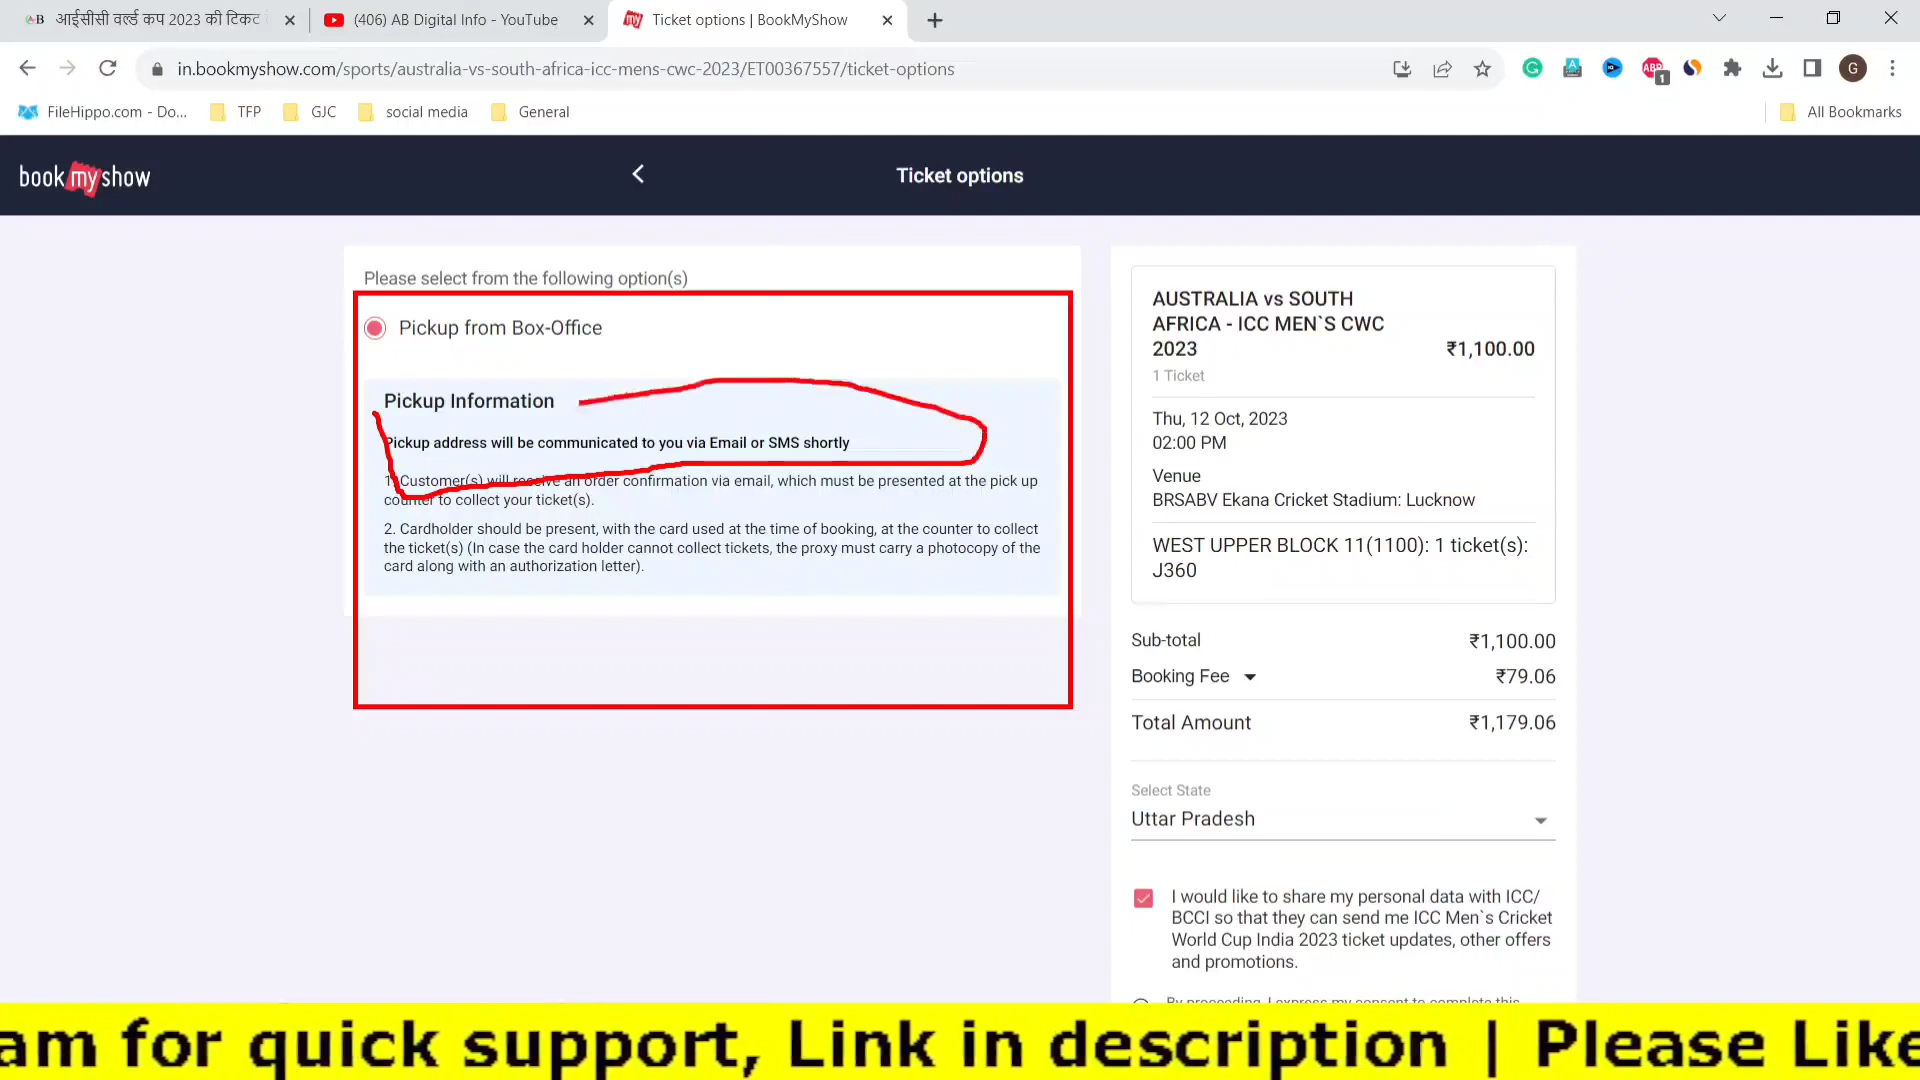 आईसीसी वर्ल्ड कप 2023 की टिकट
(406) AB Digital Info - YouTube
Ticket options | BookMyShow
in.bookmyshow.com/sports/australia-vs-south-africa-icc-mens-cwc-2023/ET00367557/ticket-options
FileHippo.com - Do...
TFP
GJC
social media
General
All Bookmarks
book my show
Ticket options
Please select from the following option(s)
Pickup from Box-Office
Pickup Information
Pickup address will be communicated to you via Email or SMS shortly
1. Customer(s) will receive an order confirmation via email, which must be presented at the pick up
counter to collect your ticket(s).
2. Cardholder should be present, with the card used at the time of booking, at the counter to collect
the ticket(s) (In case the card holder cannot collect tickets, the proxy must carry a photocopy of the
card along with an authorization letter).
AUSTRALIA vs SOUTH
AFRICA - ICC MEN`S CWC
2023 ₹1,100.00
1 Ticket
Thu, 12 Oct, 2023
02:00 PM
Venue
BRSABV Ekana Cricket Stadium: Lucknow
WEST UPPER BLOCK 11(1100): 1 ticket(s):
J360
Sub-total ₹1,100.00
Booking Fee ₹79.06
Total Amount ₹1,179.06
Select State
Uttar Pradesh
I would like to share my personal data with ICC/
BCCI so that they can send me ICC Men`s Cricket
World Cup India 2023 ticket updates, other offers
and promotions.
By proceeding, I express my consent to complete this
am for quick support, Link in description | Please Like